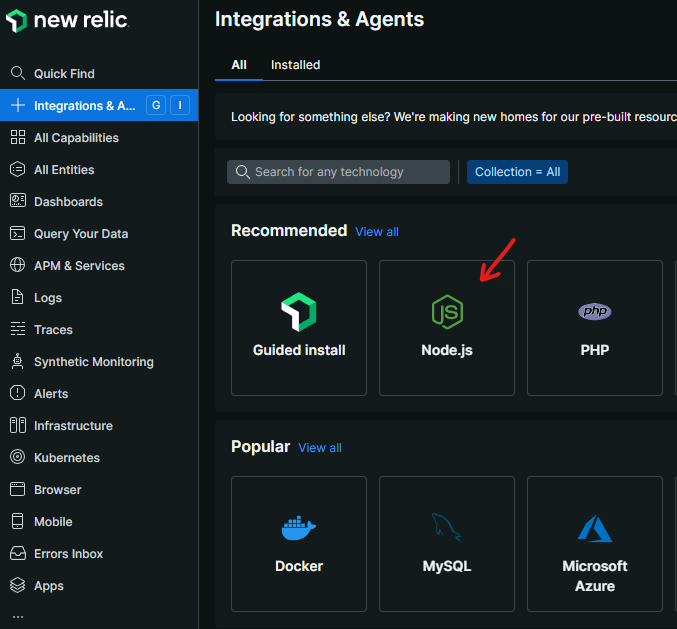 new relic.
Integrations & Agents
All
Installed
Quick Find
Integrations & A... G I
All Capabilities
All Entities
Dashboards
Query Your Data
APM & Services
Logs
Traces
Synthetic Monitoring
Alerts
Infrastructure
Kubernetes
Browser
Mobile
Errors Inbox
Apps
...
Looking for something else? We're making new homes for our pre-built resourc
Search for any technology
Collection = All
Recommended View all
Guided install
JS
Node.js
php
PHP
Popular View all
Docker
MySQL
Microsoft
Azure